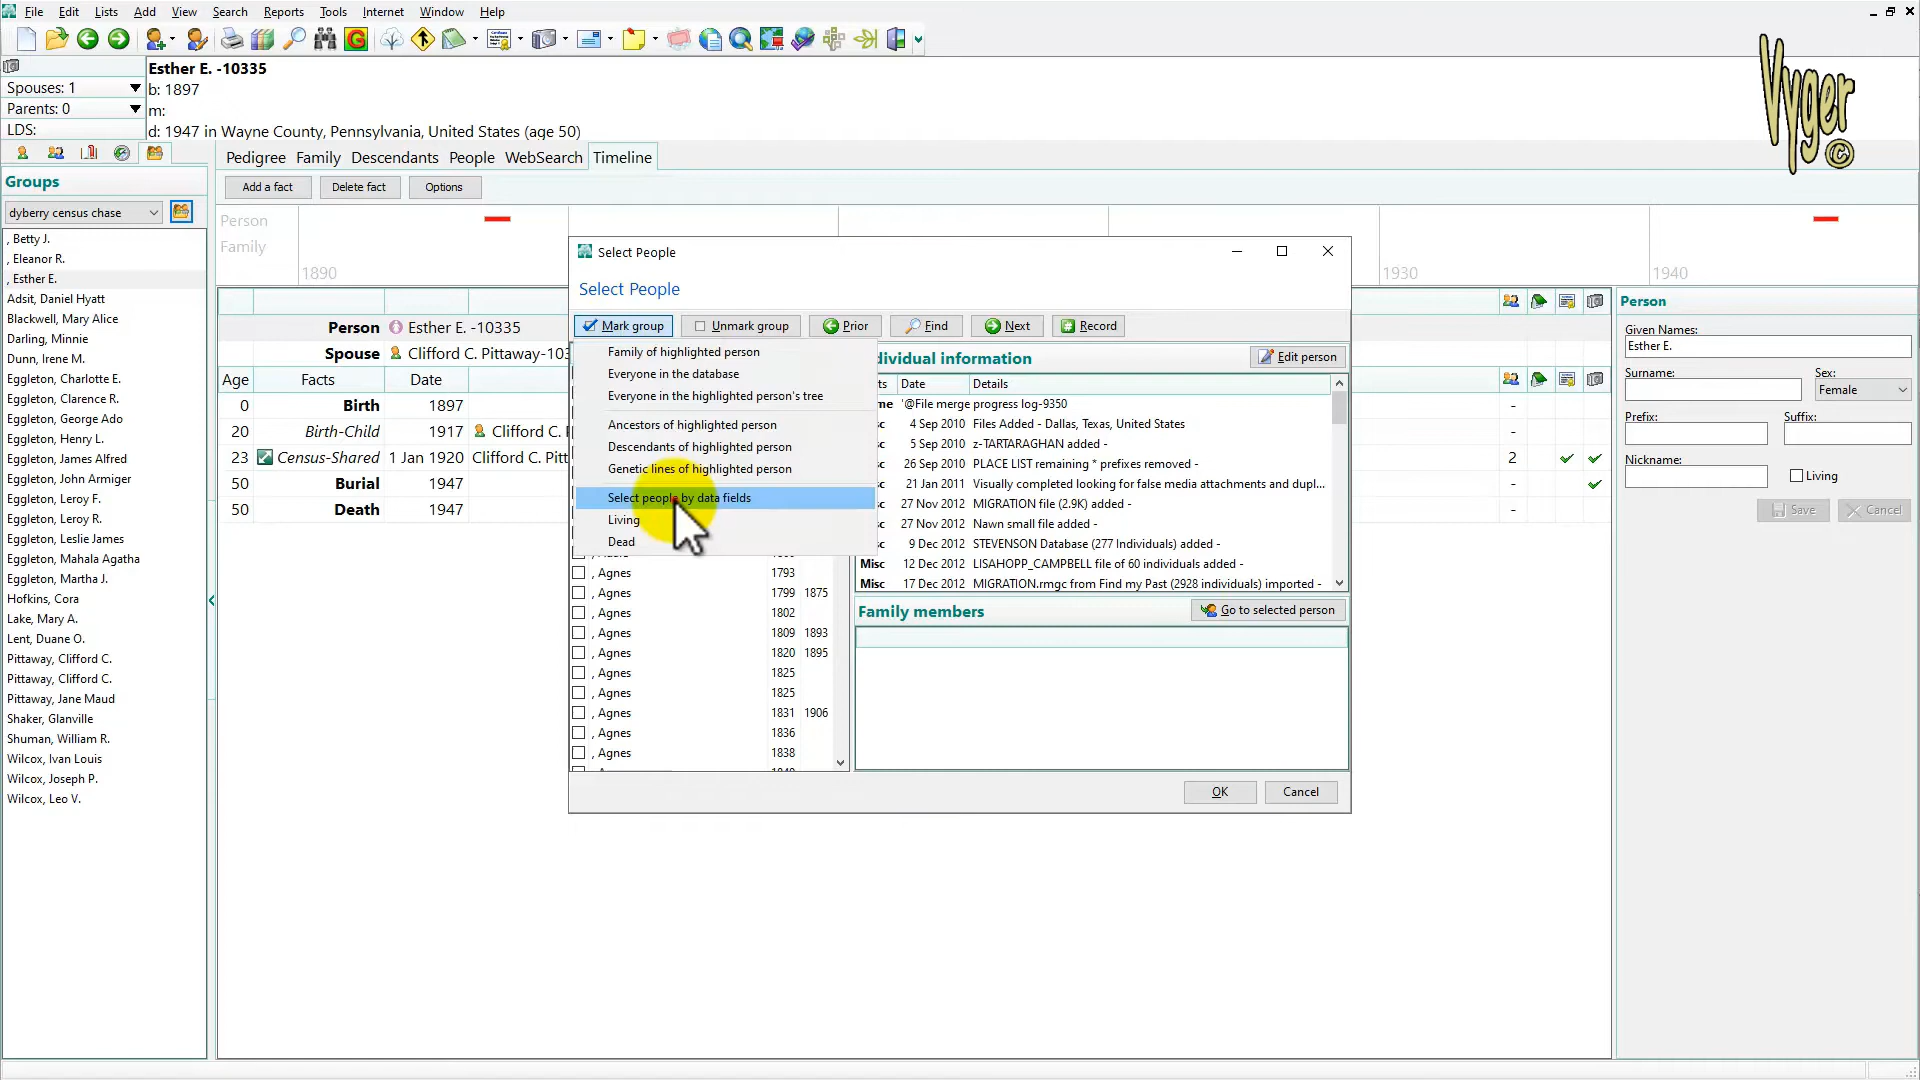 File Edit Lists Add View Search Reports Tools Internet Window Help
Esther E. -10335
Spouses: 1
b: 1897
Parents: 0
m:
LDS:
d: 1947 in Wayne County, Pennsylvania, United States (age 50)
Vyger ©
Pedigree Family Descendants People WebSearch Timeline
Groups
Add a fact Delete fact Options
dyberry census chase
Person
Family
1890
1930
1940
, Betty J.
, Eleanor R.
, Esther E.
Adsit, Daniel Hyatt
Blackwell, Mary Alice
Darling, Minnie
Dunn, Irene M.
Eggleton, Charlotte E.
Eggleton, Clarence R.
Eggleton, George Ado
Eggleton, Henry L.
Eggleton, James Alfred
Eggleton, John Armiger
Eggleton, Leroy F.
Eggleton, Leroy R.
Eggleton, Leslie James
Eggleton, Mahala Agatha
Eggleton, Martha J.
Hofkins, Cora
Lake, Mary A.
Lent, Duane O.
Pittaway, Clifford C.
Pittaway, Clifford C.
Pittaway, Jane Maud
Shaker, Glanville
Shuman, William R.
Wilcox, Ivan Louis
Wilcox, Joseph P.
Wilcox, Leo V.
Person Esther E. -10335
Spouse Clifford C. Pittaway-103
Age Facts Date
0 Birth 1897 -
20 Birth-Child 1917 Clifford C. P -
23 Census-Shared 1 Jan 1920 Clifford C. Pitt 2
50 Burial 1947 -
50 Death 1947 -
Select People
Select People
Mark group Unmark group Prior Find Next Record
Family of highlighted person
Everyone in the database
Everyone in the highlighted person's tree
Ancestors of highlighted person
Descendants of highlighted person
Genetic lines of highlighted person
Select people by data fields
Living
Dead
, Agnes 1793
, Agnes 1799 1875
, Agnes 1802
, Agnes 1809 1893
, Agnes 1820 1895
, Agnes 1825
, Agnes 1825
, Agnes 1831 1906
, Agnes 1836
, Agnes 1838
dividual information Edit person
ts Date Details
me '@File merge progress log-9350
sc 4 Sep 2010 Files Added - Dallas, Texas, United States
sc 5 Sep 2010 z-TARTARAGHAN added -
sc 26 Sep 2010 PLACE LIST remaining * prefixes removed -
sc 21 Jan 2011 Visually completed looking for false media attachments and dupl...
sc 27 Nov 2012 MIGRATION file (2.9K) added -
sc 27 Nov 2012 Nawn small file added -
sc 9 Dec 2012 STEVENSON Database (277 Individuals) added -
Misc 12 Dec 2012 LISAHOPP_CAMPBELL file of 60 individuals added -
Misc 17 Dec 2012 MIGRATION.rmgc from Find my Past (2928 individuals) imported -
Family members Go to selected person
OK Cancel
Person
Given Names:
Esther E.
Surname: Sex:
Female
Prefix: Suffix:
Nickname:
Living
Save Cancel